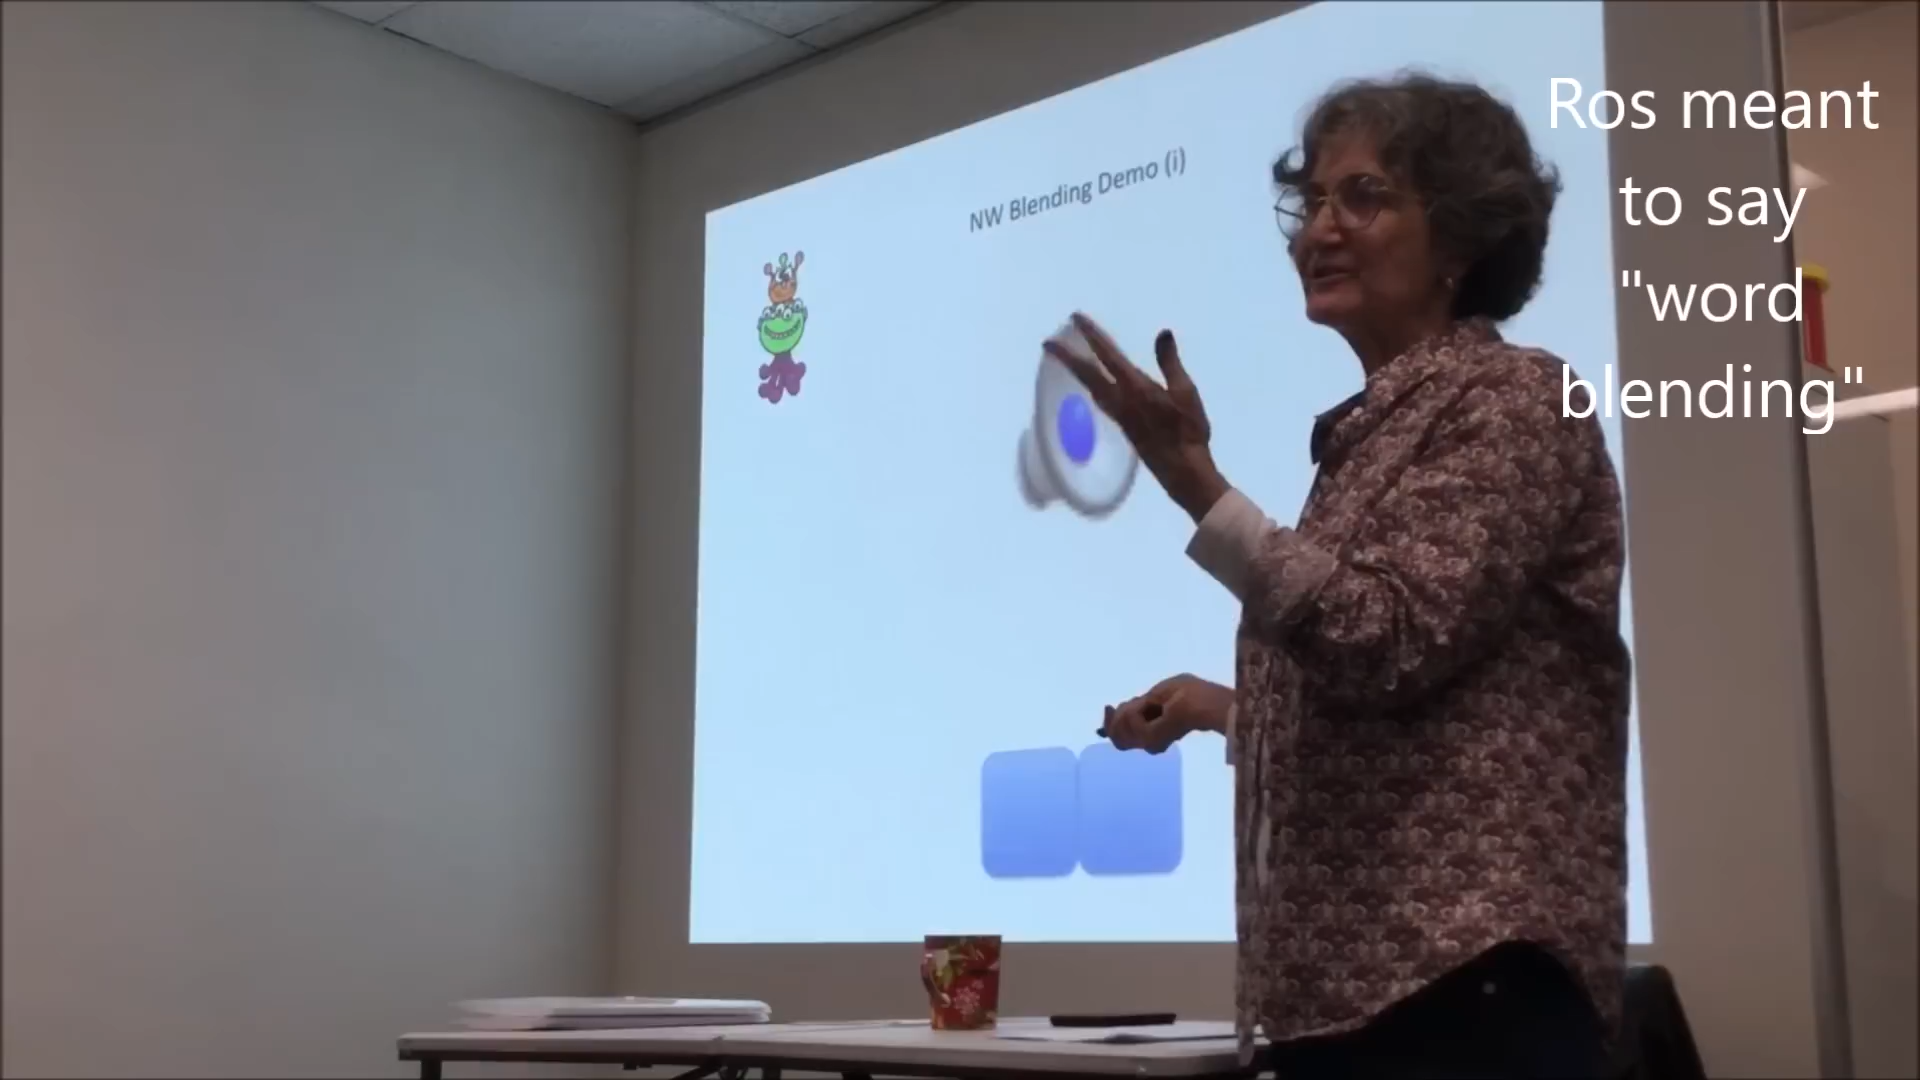 NW Blending Demo (i)
Ros meant
to say
"word
blending"